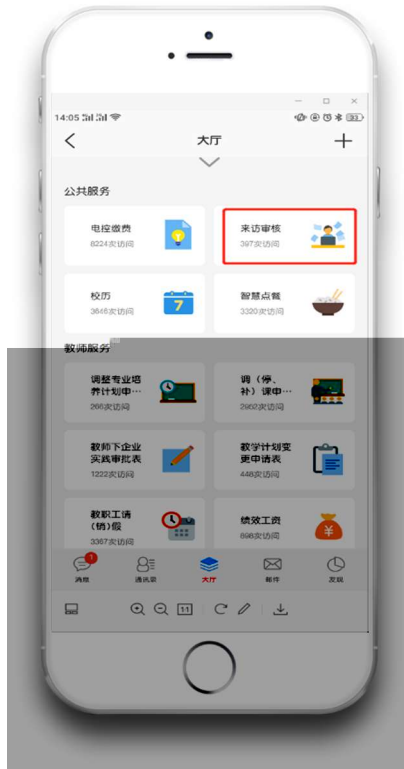 14:05
33
大厅
公共服务
电控缴费
6224次访问
来访审核
397次访问
校历
3646次访问
7
智慧点餐
3320次访问
教师服务
调整专业培
养计划申…
266次访问
调(停、
补)课申…
2962次访问
教师下企业
实践审批表
1222次访问
教学计划变
更申请表
448次访问
教职工请
(销)假
3367次访问
绩效工资
898次访问
消息
通讯录
大厅
邮件
发现
1:1